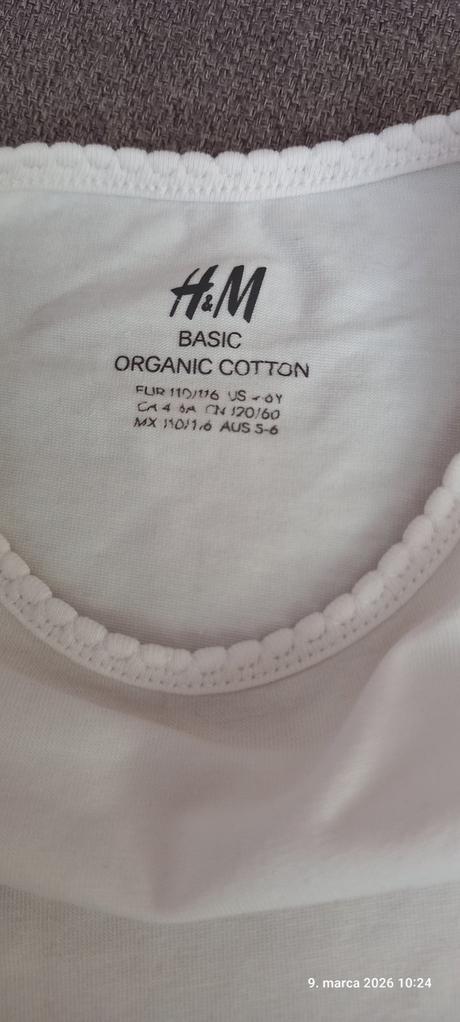 H&M
BASIC
ORGANIC COTTON
EUR 110/116 US 6Y
CA 4 6A CN 120/60
MX 110/116 AUS 5-6
9. marca 2026 10:24